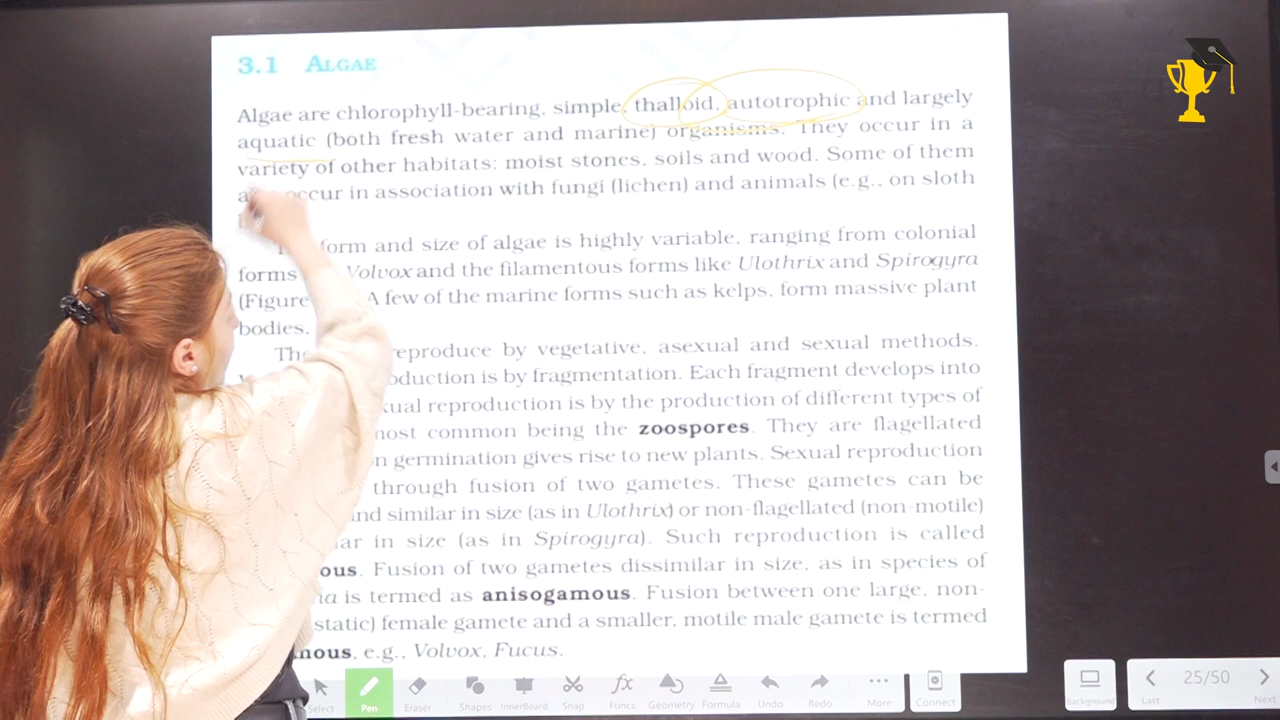 3.1 ALGAE
Algae are chlorophyll-bearing, simple, thalloid, autotrophic and largely
aquatic (both fresh water and marine) organisms. They occur in a
variety of other habitats: moist stones, soils and wood. Some of them
occur in association with fungi (lichen) and animals (e.g., on sloth
form and size of algae is highly variable, ranging from colonial
forms Volvox and the filamentous forms like Ulothrix and Spirogyra
(Figure A few of the marine forms such as kelps, form massive plant
bodies.
reproduce by vegetative, asexual and sexual methods.
is by fragmentation. Each fragment develops into
reproduction is by the production of different types of
most common being the zoospores. They are flagellated
germination gives rise to new plants. Sexual reproduction
through fusion of two gametes. These gametes can be
and similar in size (as in Ulothrix) or non-flagellated (non-motile)
in size (as in Spirogyra). Such reproduction is called
Fusion of two gametes dissimilar in size, as in species of
is termed as anisogamous. Fusion between one large, non-
static) female gamete and a smaller, motile male gamete is termed
e.g., Volvox, Fucus.
Select Pen Eraser Shapes InnerBoard Snap Funcs Geometry Formula Undo Redo More Connect Background Last 25/50 Next